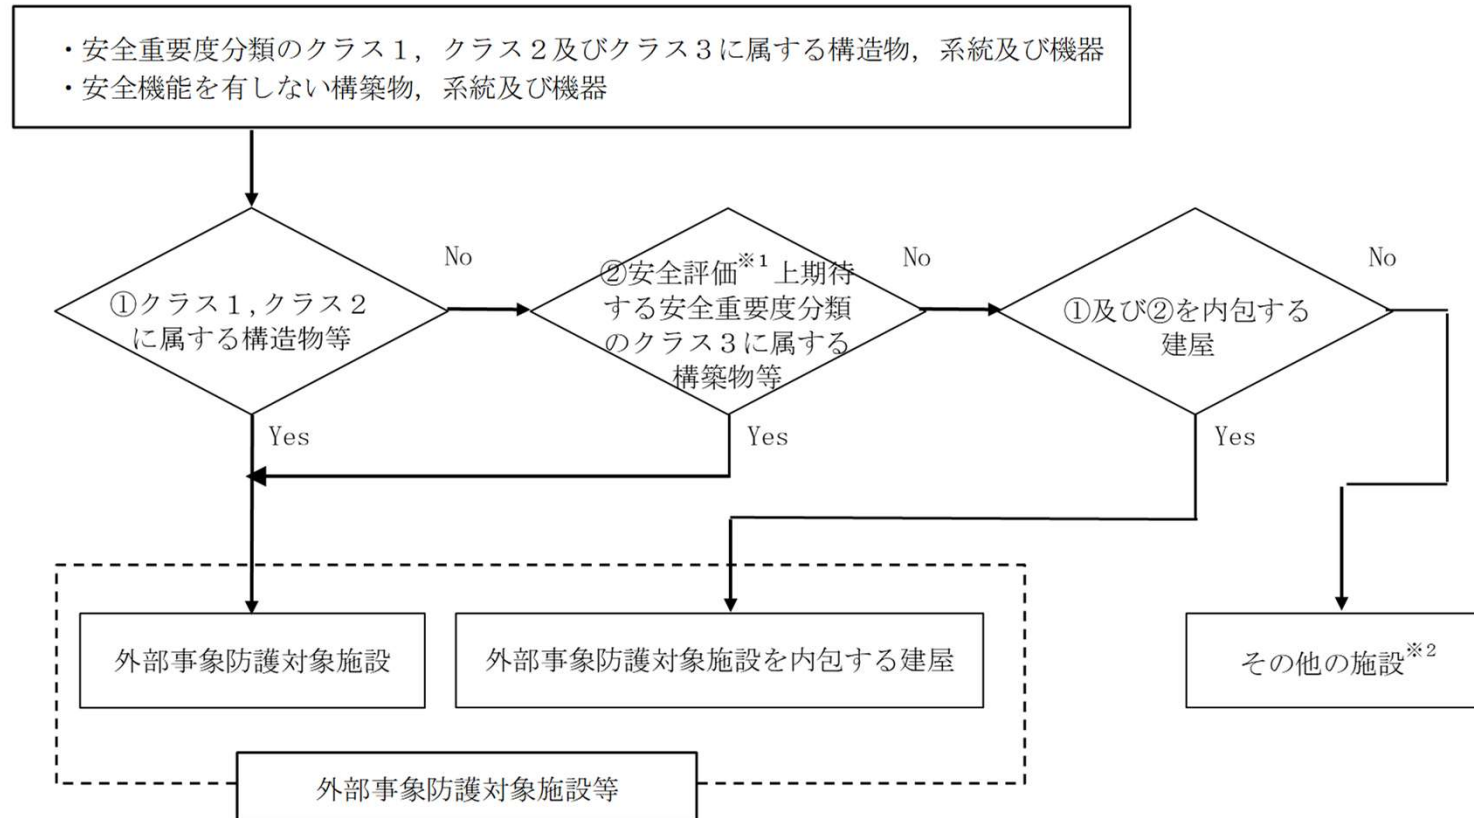 ・安全重要度分類のクラス１，クラス２及びクラス３に属する構造物，系統及び機器
・安全機能を有しない構築物，系統及び機器
①クラス１,クラス２
に属する構造物等
No
②安全評価※1上期待
する安全重要度分類
のクラス３に属する
構築物等
No
①及び②を内包する
建屋
No
Yes
Yes
Yes
外部事象防護対象施設
外部事象防護対象施設を内包する建屋
その他の施設※2
外部事象防護対象施設等